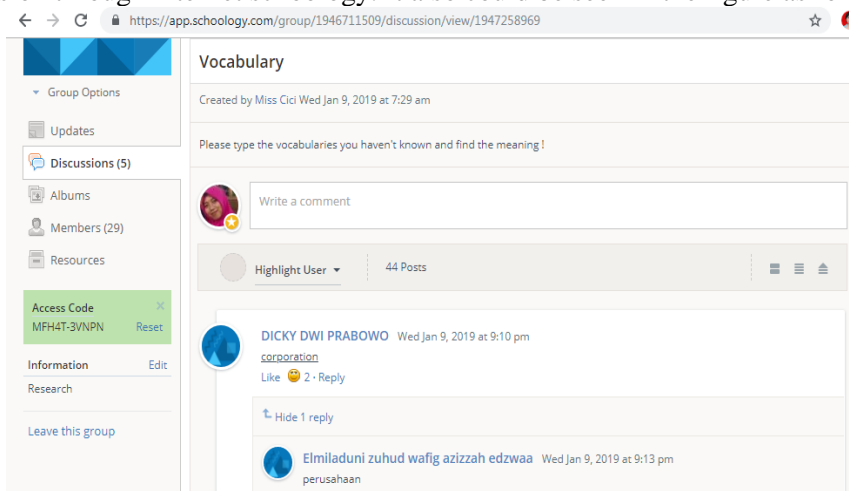 https://app.schoology.com/group/1946711509/discussion/view/1947258969
Group Options
Updates
Discussions (5)
Albums
Members (29)
Resources
Access Code
MFH4T-3VNPN Reset
Information Edit
Research
Leave this group
Vocabulary
Created by Miss Cici Wed Jan 9, 2019 at 7:29 am
Please type the vocabularies you haven't known and find the meaning !
Write a comment
Highlight User
44 Posts
DICKY DWI PRABOWO Wed Jan 9, 2019 at 9:10 pm
corporation
Like 2 · Reply
Hide 1 reply
Elmiladuni zuhud wafig azizzah edzwaa Wed Jan 9, 2019 at 9:13 pm
perusahaan